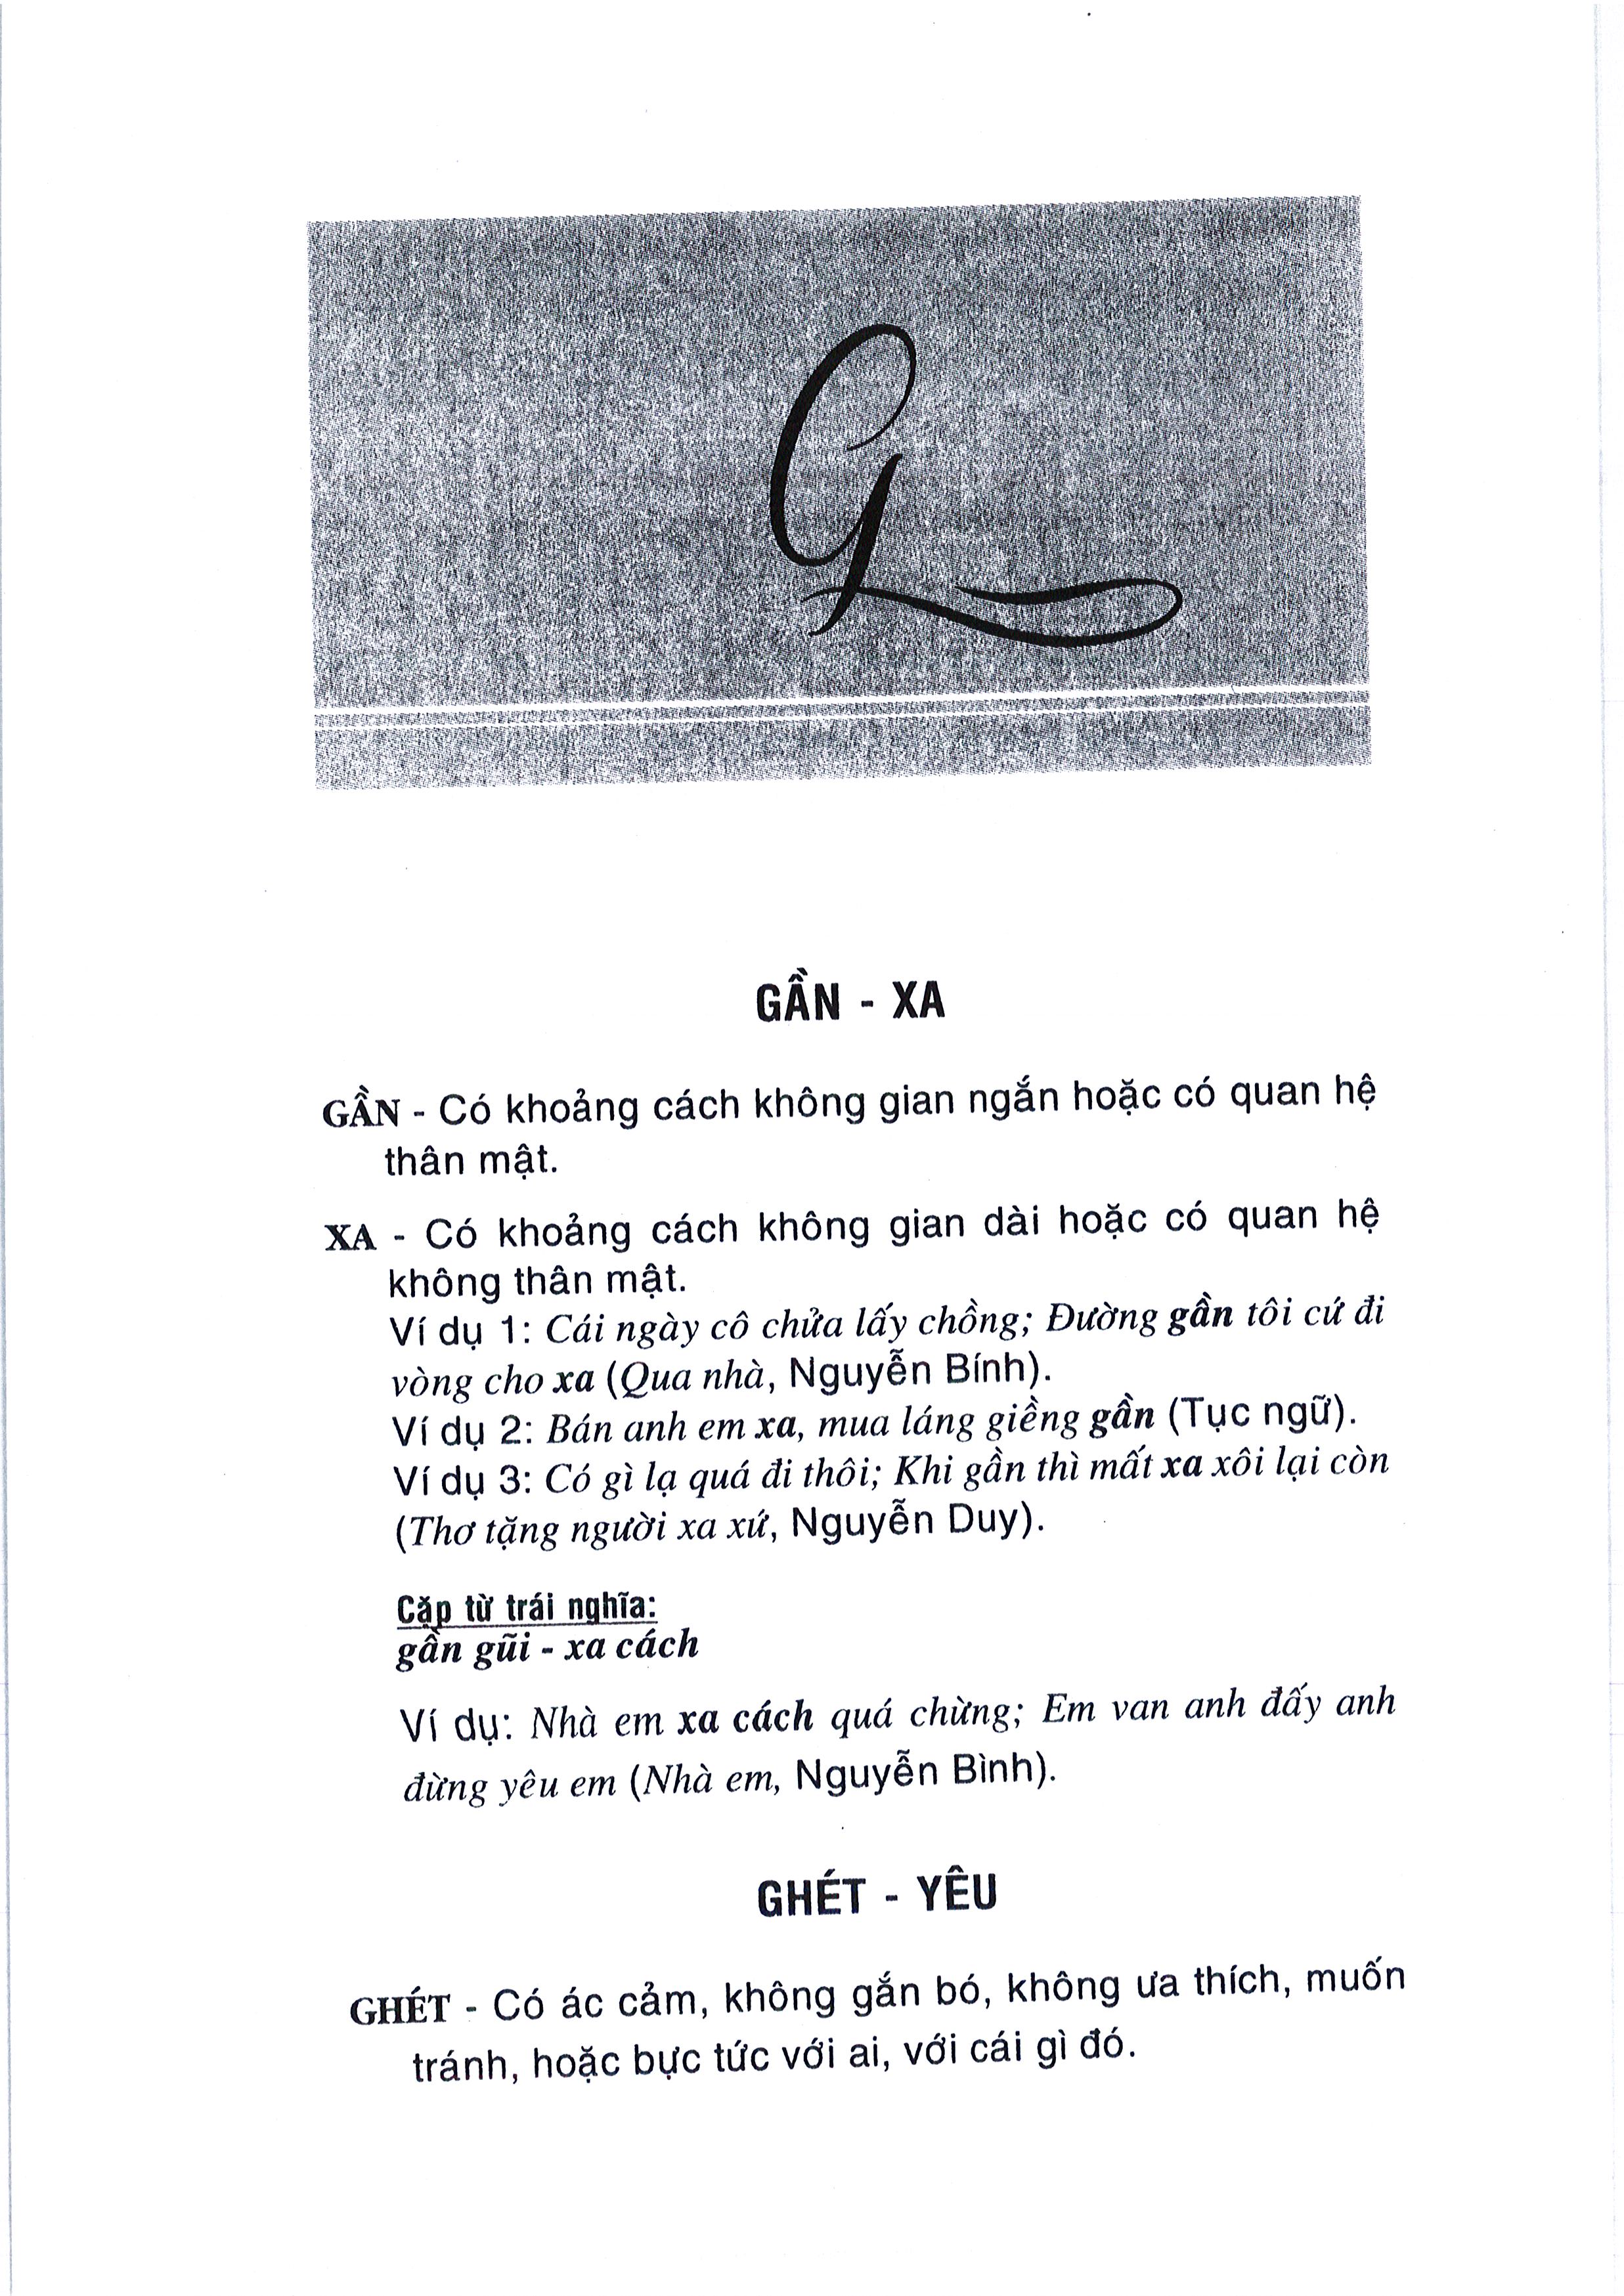 G
GẦN - XA
GẦN - Có khoảng cách không gian ngắn hoặc có quan hệ
thân mật.
XA - Có khoảng cách không gian dài hoặc có quan hệ
không thân mật.
Ví dụ 1: Cái ngày cô chửa lấy chồng; Đường gần tôi cứ đi
vòng cho xa (Qua nhà, Nguyễn Bính).
Ví dụ 2: Bán anh em xa, mua láng giềng gần (Tục ngữ).
Ví dụ 3: Có gì lạ quá đi thôi; Khi gần thì mất xa xôi lại còn
(Thơ tặng người xa xứ, Nguyễn Duy).
Cặp từ trái nghĩa:
gần gũi - xa cách
Ví dụ: Nhà em xa cách quá chừng; Em van anh đấy anh
đừng yêu em (Nhà em, Nguyễn Bình).
GHÉT - YÊU
GHÉT - Có ác cảm, không gắn bó, không ưa thích, muốn
tránh, hoặc bực tức với ai, với cái gì đó.